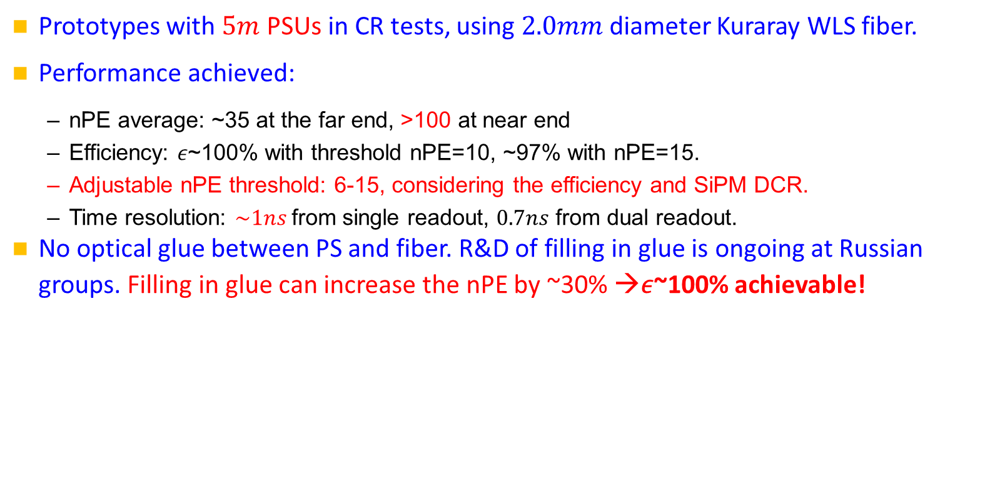 Prototypes with 5m PSUs in CR tests, using 2.0mm diameter Kuraray WLS fiber.
Performance achieved:
– nPE average: ~35 at the far end, >100 at near end
– Efficiency: ϵ~100% with threshold nPE=10, ~97% with nPE=15.
– Adjustable nPE threshold: 6-15, considering the efficiency and SiPM DCR.
– Time resolution: ~1ns from single readout, 0.7ns from dual readout.
No optical glue between PS and fiber. R&D of filling in glue is ongoing at Russian
groups. Filling in glue can increase the nPE by ~30% →ϵ~100% achievable!